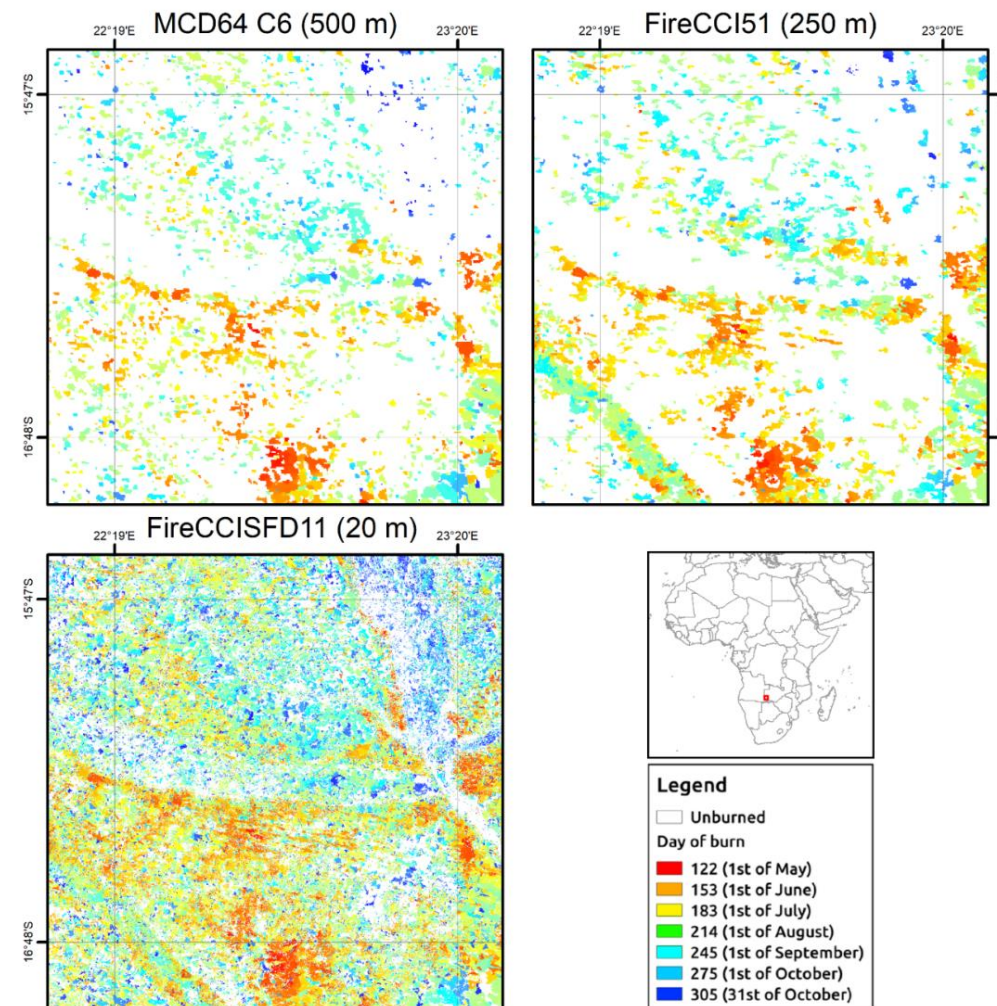 MCD64 C6 (500 m)
22°19'E
23°20'E
15°47'S
16°48'S
FireCCI51 (250 m)
22°19'E
23°20'E
FireCCISFD11 (20 m)
22°19'E
23°20'E
15°47'S
16°48'S
Legend
Unburned
Day of burn
122 (1st of May)
153 (1st of June)
183 (1st of July)
214 (1st of August)
245 (1st of September)
275 (1st of October)
305 (31st of October)